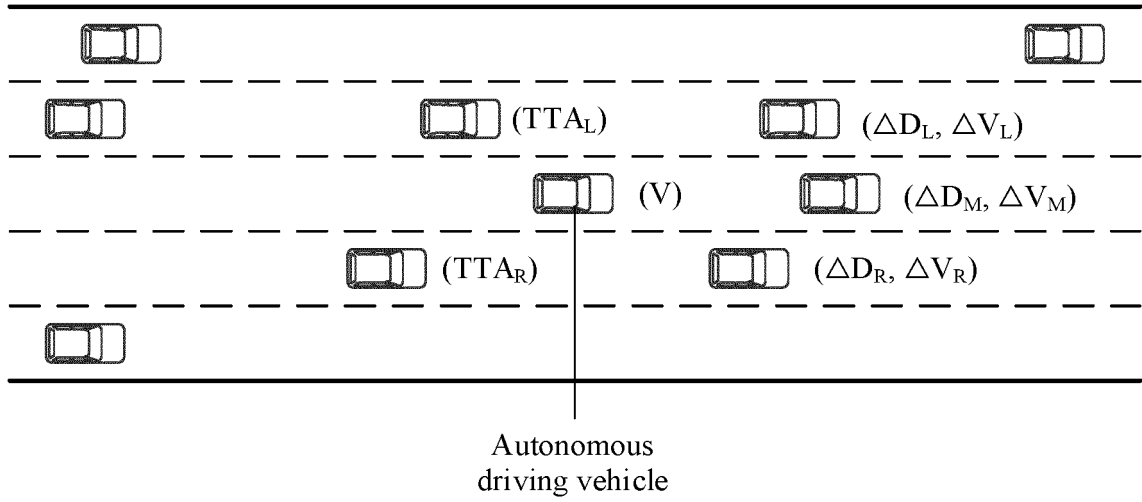 (TTA_L)
(△D_L, △V_L)
(V)
(△D_M, △V_M)
(TTA_R)
(△D_R, △V_R)
Autonomous
driving vehicle